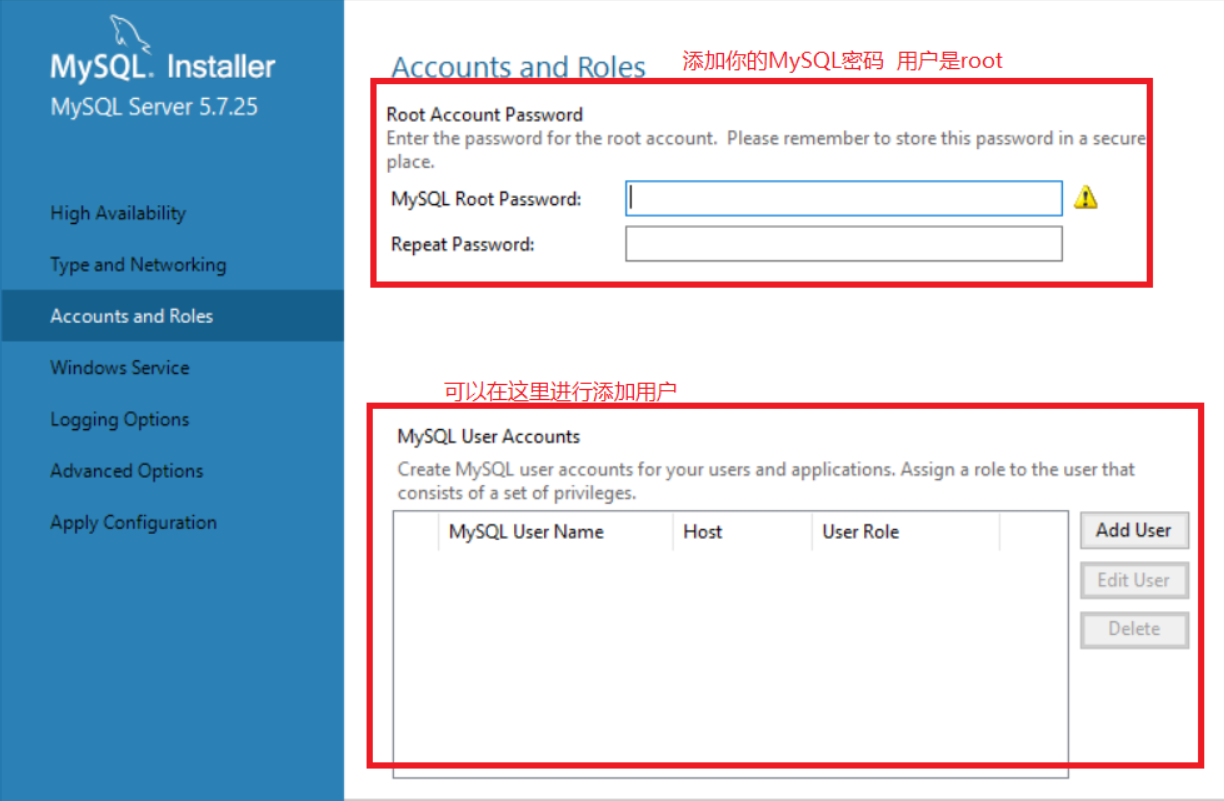 MySQL. Installer
MySQL Server 5.7.25
High Availability
Type and Networking
Accounts and Roles
Windows Service
Logging Options
Advanced Options
Apply Configuration
Accounts and Roles 添加你的MySQL密码 用户是root
Root Account Password
Enter the password for the root account. Please remember to store this password in a secure
place.
MySQL Root Password:
Repeat Password:
可以在这里进行添加用户
MySQL User Accounts
Create MySQL user accounts for your users and applications. Assign a role to the user that
consists of a set of privileges.
MySQL User Name Host User Role
Add User
Edit User
Delete